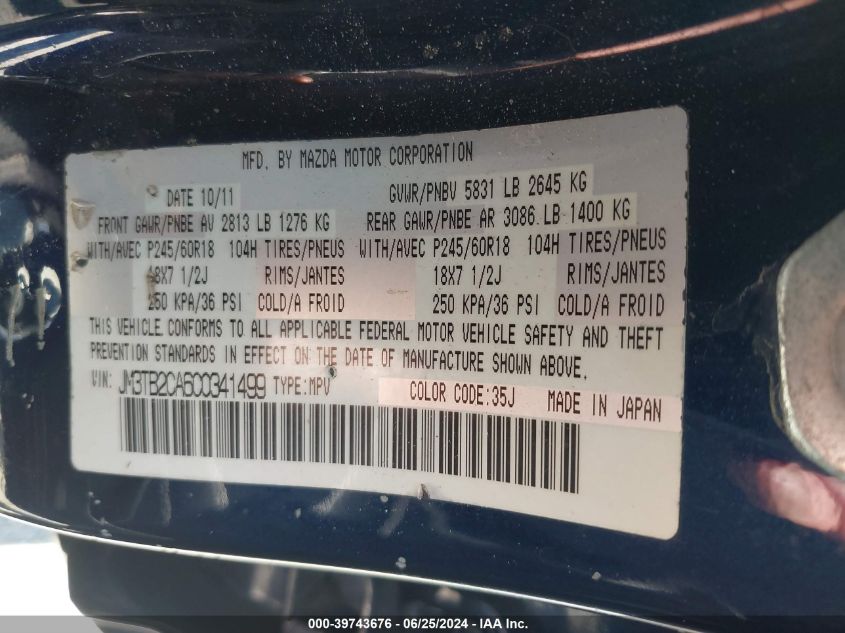 MFD. BY MAZDA MOTOR CORPORATION
DATE 10/11 GVWR/PNBV 5831 LB 2645 KG
FRONT GAWR/PNBE AV 2813 LB 1276 KG REAR GAWR/PNBE AR 3086 LB 1400 KG
WITH/AVEC P245/60R18 104H TIRES/PNEUS WITH/AVEC P245/60R18 104H TIRES/PNEUS
18X7 1/2J RIMS/JANTES 18X7 1/2J RIMS/JANTES
250 KPA/36 PSI COLD/A FROID 250 KPA/36 PSI COLD/A FROID
THIS VEHICLE CONFORMS TO ALL APPLICABLE FEDERAL MOTOR VEHICLE SAFETY AND THEFT
PREVENTION STANDARDS IN EFFECT ON THE DATE OF MANUFACTURE SHOWN ABOVE.
VIN: JM3TB2CA6C0341499 TYPE:MPV COLOR CODE:35J MADE IN JAPAN
000-39743676 - 06/25/2024 - IAA Inc.